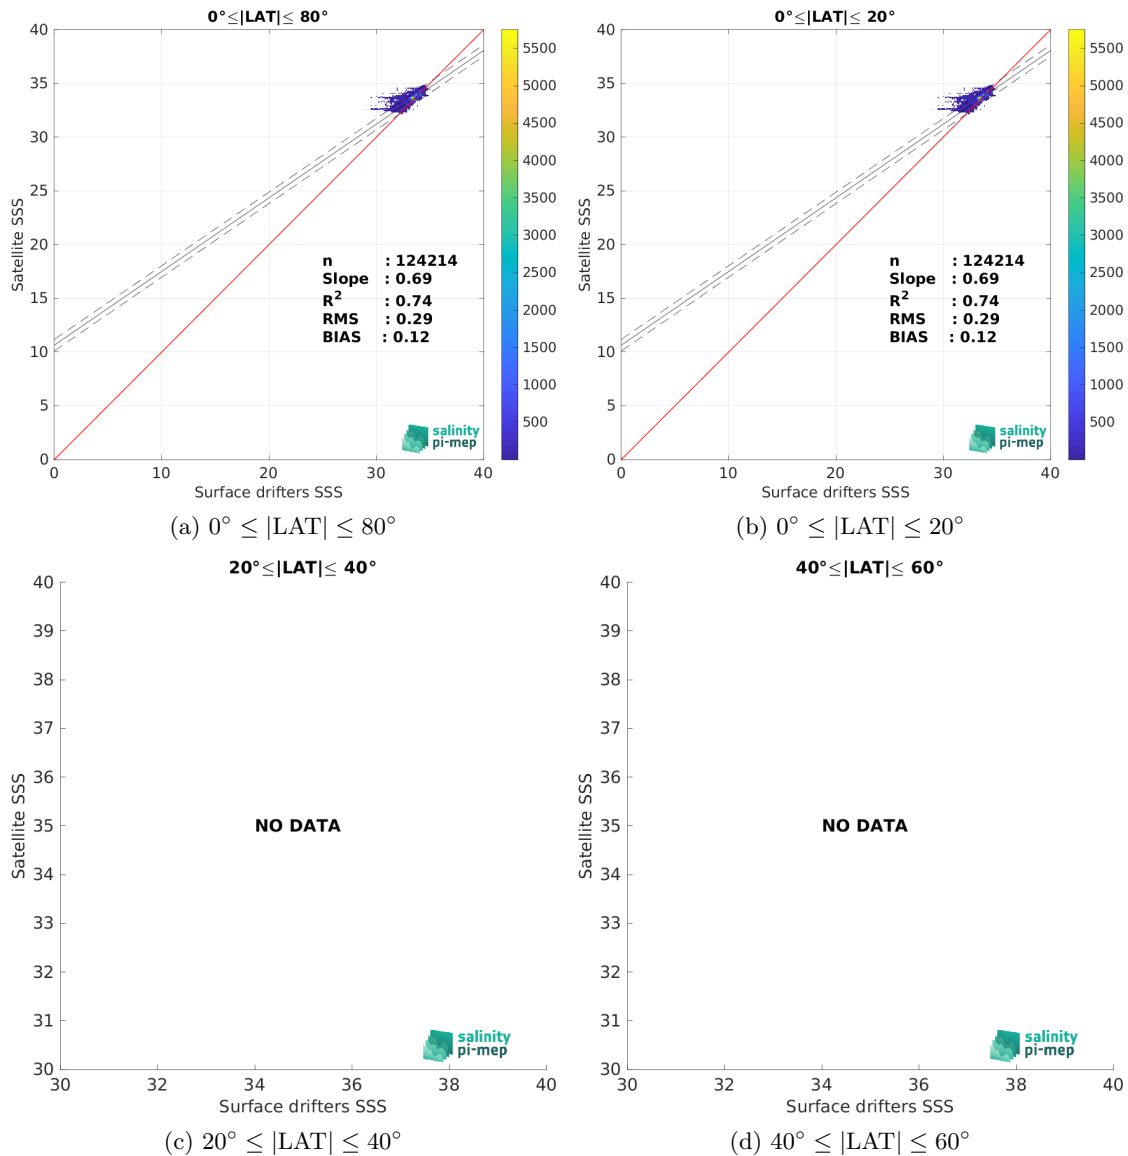 0°≤|LAT|≤ 80°
40
35
30
25
20
15
10
5
0
Satellite SSS
n : 124214
Slope : 0.69
R² : 0.74
RMS : 0.29
BIAS : 0.12
salinity
pi-mep
0 10 20 30 40
Surface drifters SSS
5500
5000
4500
4000
3500
3000
2500
2000
1500
1000
500
(a) 0° ≤ |LAT| ≤ 80°
0°≤|LAT|≤ 20°
40
35
30
25
20
15
10
5
0
Satellite SSS
n : 124214
Slope : 0.69
R² : 0.74
RMS : 0.29
BIAS : 0.12
salinity
pi-mep
0 10 20 30 40
Surface drifters SSS
5500
5000
4500
4000
3500
3000
2500
2000
1500
1000
500
(b) 0° ≤ |LAT| ≤ 20°
20°≤|LAT|≤ 40°
40
39
38
37
36
35
34
33
32
31
30
Satellite SSS
NO DATA
salinity
pi-mep
30 32 34 36 38 40
Surface drifters SSS
(c) 20° ≤ |LAT| ≤ 40°
40°≤|LAT|≤ 60°
40
39
38
37
36
35
34
33
32
31
30
Satellite SSS
NO DATA
salinity
pi-mep
30 32 34 36 38 40
Surface drifters SSS
(d) 40° ≤ |LAT| ≤ 60°